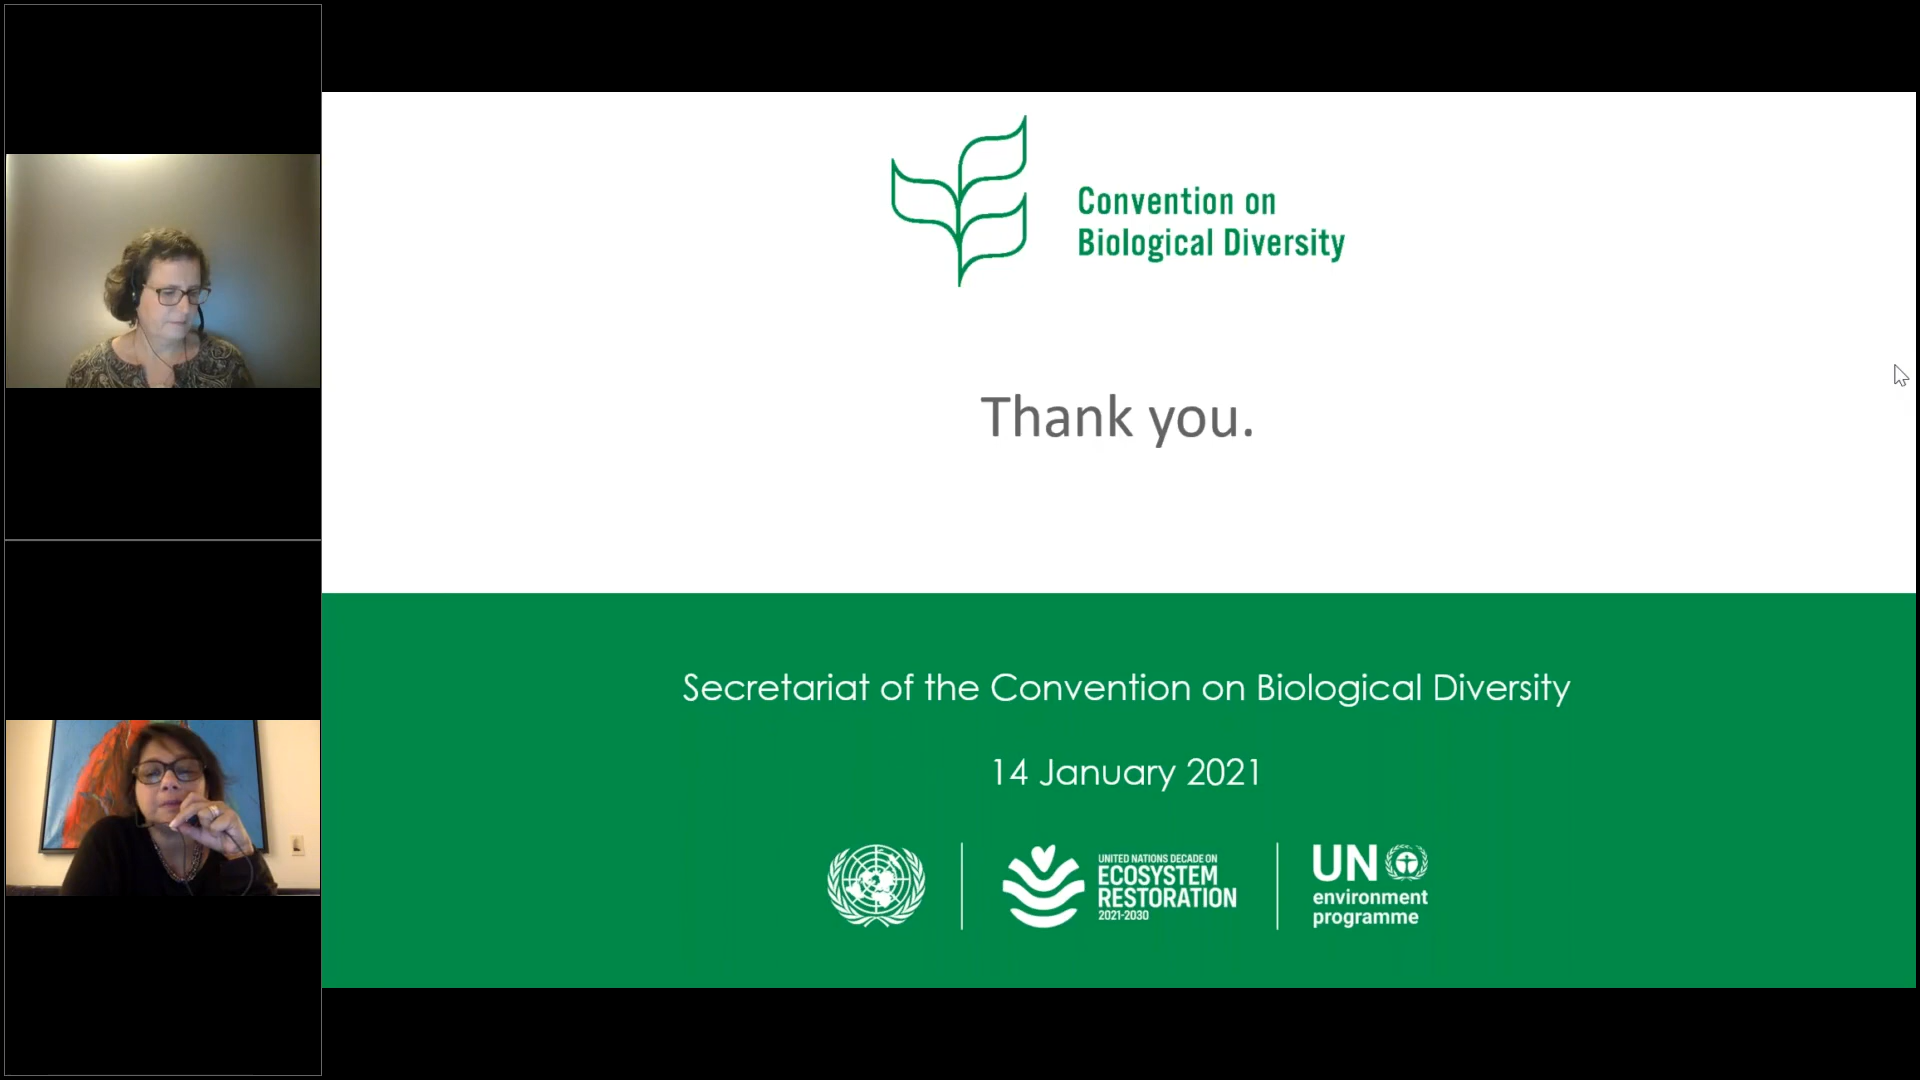 Convention on
Biological Diversity
Thank you.
Secretariat of the Convention on Biological Diversity
14 January 2021
UNITED NATIONS DECADE ON
ECOSYSTEM
RESTORATION
2021-2030
UN
environment
programme